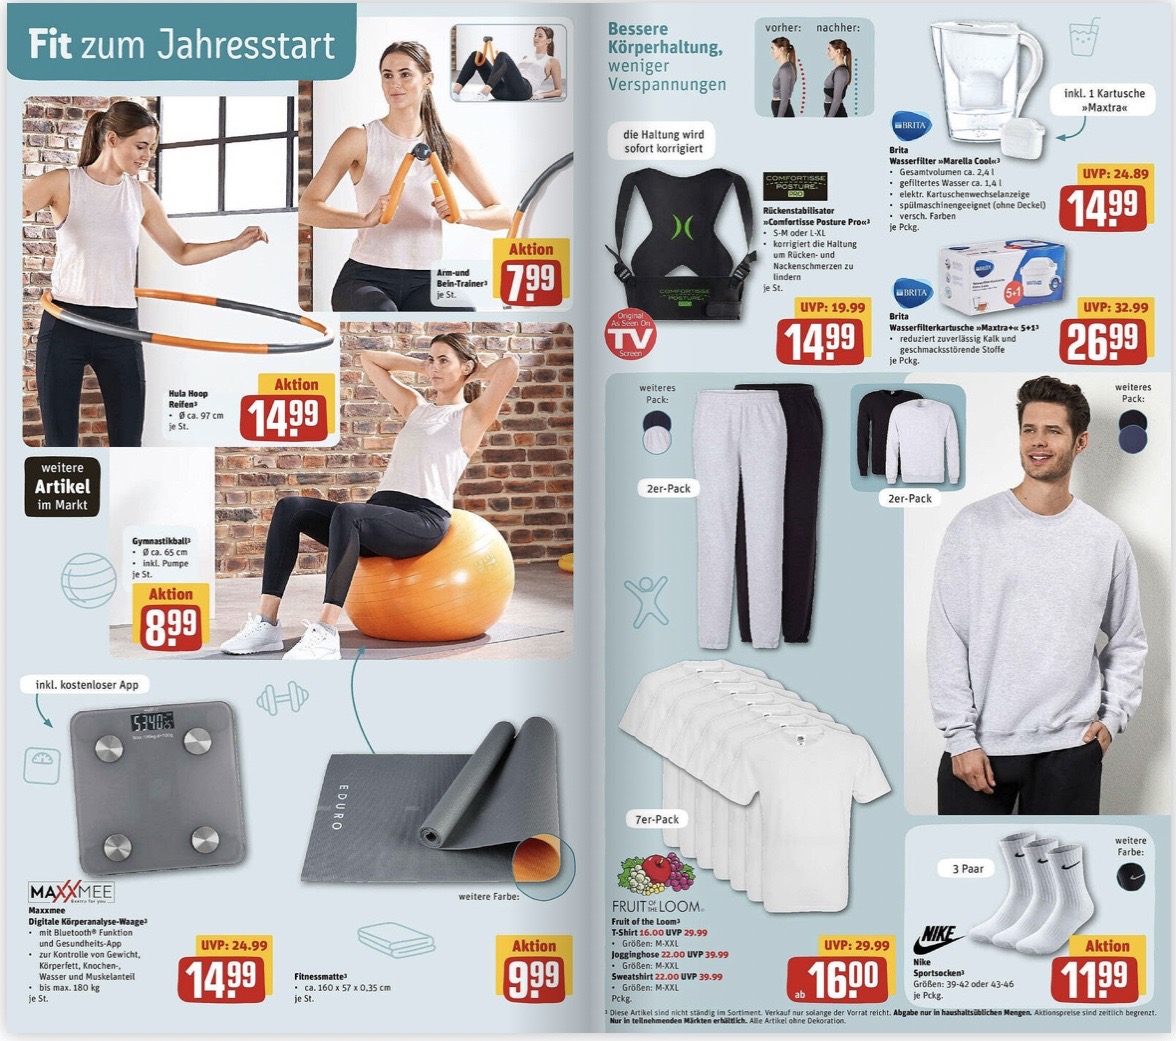 Fit zum Jahresstart
Aktion
7.99
Arm-und
Bein-Trainer³
je St.
Hula Hoop
Reifen³
• Ø ca. 97 cm
je St.
Aktion
14.99
weitere
Artikel
im Markt
Gymnastikball³
• Ø ca. 65 cm
• inkl. Pumpe
je St.
Aktion
8.99
inkl. kostenloser App
MAXXMEE
Maxxmee
Digitale Körperanalyse-Waage³
• mit Bluetooth® Funktion
und Gesundheits-App
• zur Kontrolle von Gewicht,
Körperfett, Knochen-,
Wasser und Muskelanteil
• bis max. 180 kg
je St.
UVP: 24.99
14.99
EDURO
weitere Farbe:
Fitnessmatte³
• ca. 160 x 57 x 0,35 cm
je St.
Aktion
9.99
Bessere
Körperhaltung,
weniger
Verspannungen
vorher: nachher:
die Haltung wird
sofort korrigiert
COMFORTISSE
POSTURE
PRO
COMFORTISSE
POSTURE
PRO
Rückenstabilisator
»Comfortisse Posture Pro«³
• S-M oder L-XL
• korrigiert die Haltung
um Rücken- und
Nackenschmerzen zu
lindern
je St.
Original
As Seen On
TV
Screen
UVP: 19.99
14.99
inkl. 1 Kartusche
»Maxtra«
BRITA
Brita
Wasserfilter »Marella Cool«³
• Gesamtvolumen ca. 2,4 l
• gefiltertes Wasser ca. 1,4 l
• elektr. Kartuschenwechselanzeige
• spülmaschinengeeignet (ohne Deckel)
• versch. Farben
je Pckg.
UVP: 24.89
14.99
BRITA
5+1
BRITA
Brita
Wasserfilterkartusche »Maxtra+« 5+1³
• reduziert zuverlässig Kalk und
geschmacksstörende Stoffe
je Pckg.
UVP: 32.99
26.99
weiteres
Pack:
2er-Pack
2er-Pack
weiteres
Pack:
7er-Pack
FRUIT OF THE LOOM
Fruit of the Loom³
T-Shirt 16.00 UVP 29.99
• Größen: M-XXL
Jogginghose 22.00 UVP 39.99
• Größen: M-XXL
Sweatshirt 22.00 UVP 39.99
• Größen: M-XXL
Pckg.
UVP: 29.99
ab 16.00
3 Paar
weitere
Farbe:
NIKE
Nike
Sportsocken³
Größen: 39-42 oder 43-46
je Pckg.
Aktion
11.99
³ Diese Artikel sind nicht ständig im Sortiment. Verkauf nur solange der Vorrat reicht. Abgabe nur in haushaltsüblichen Mengen. Aktionspreise sind zeitlich begrenzt.
Nur in teilnehmenden Märkten erhältlich. Alle Artikel ohne Dekoration.